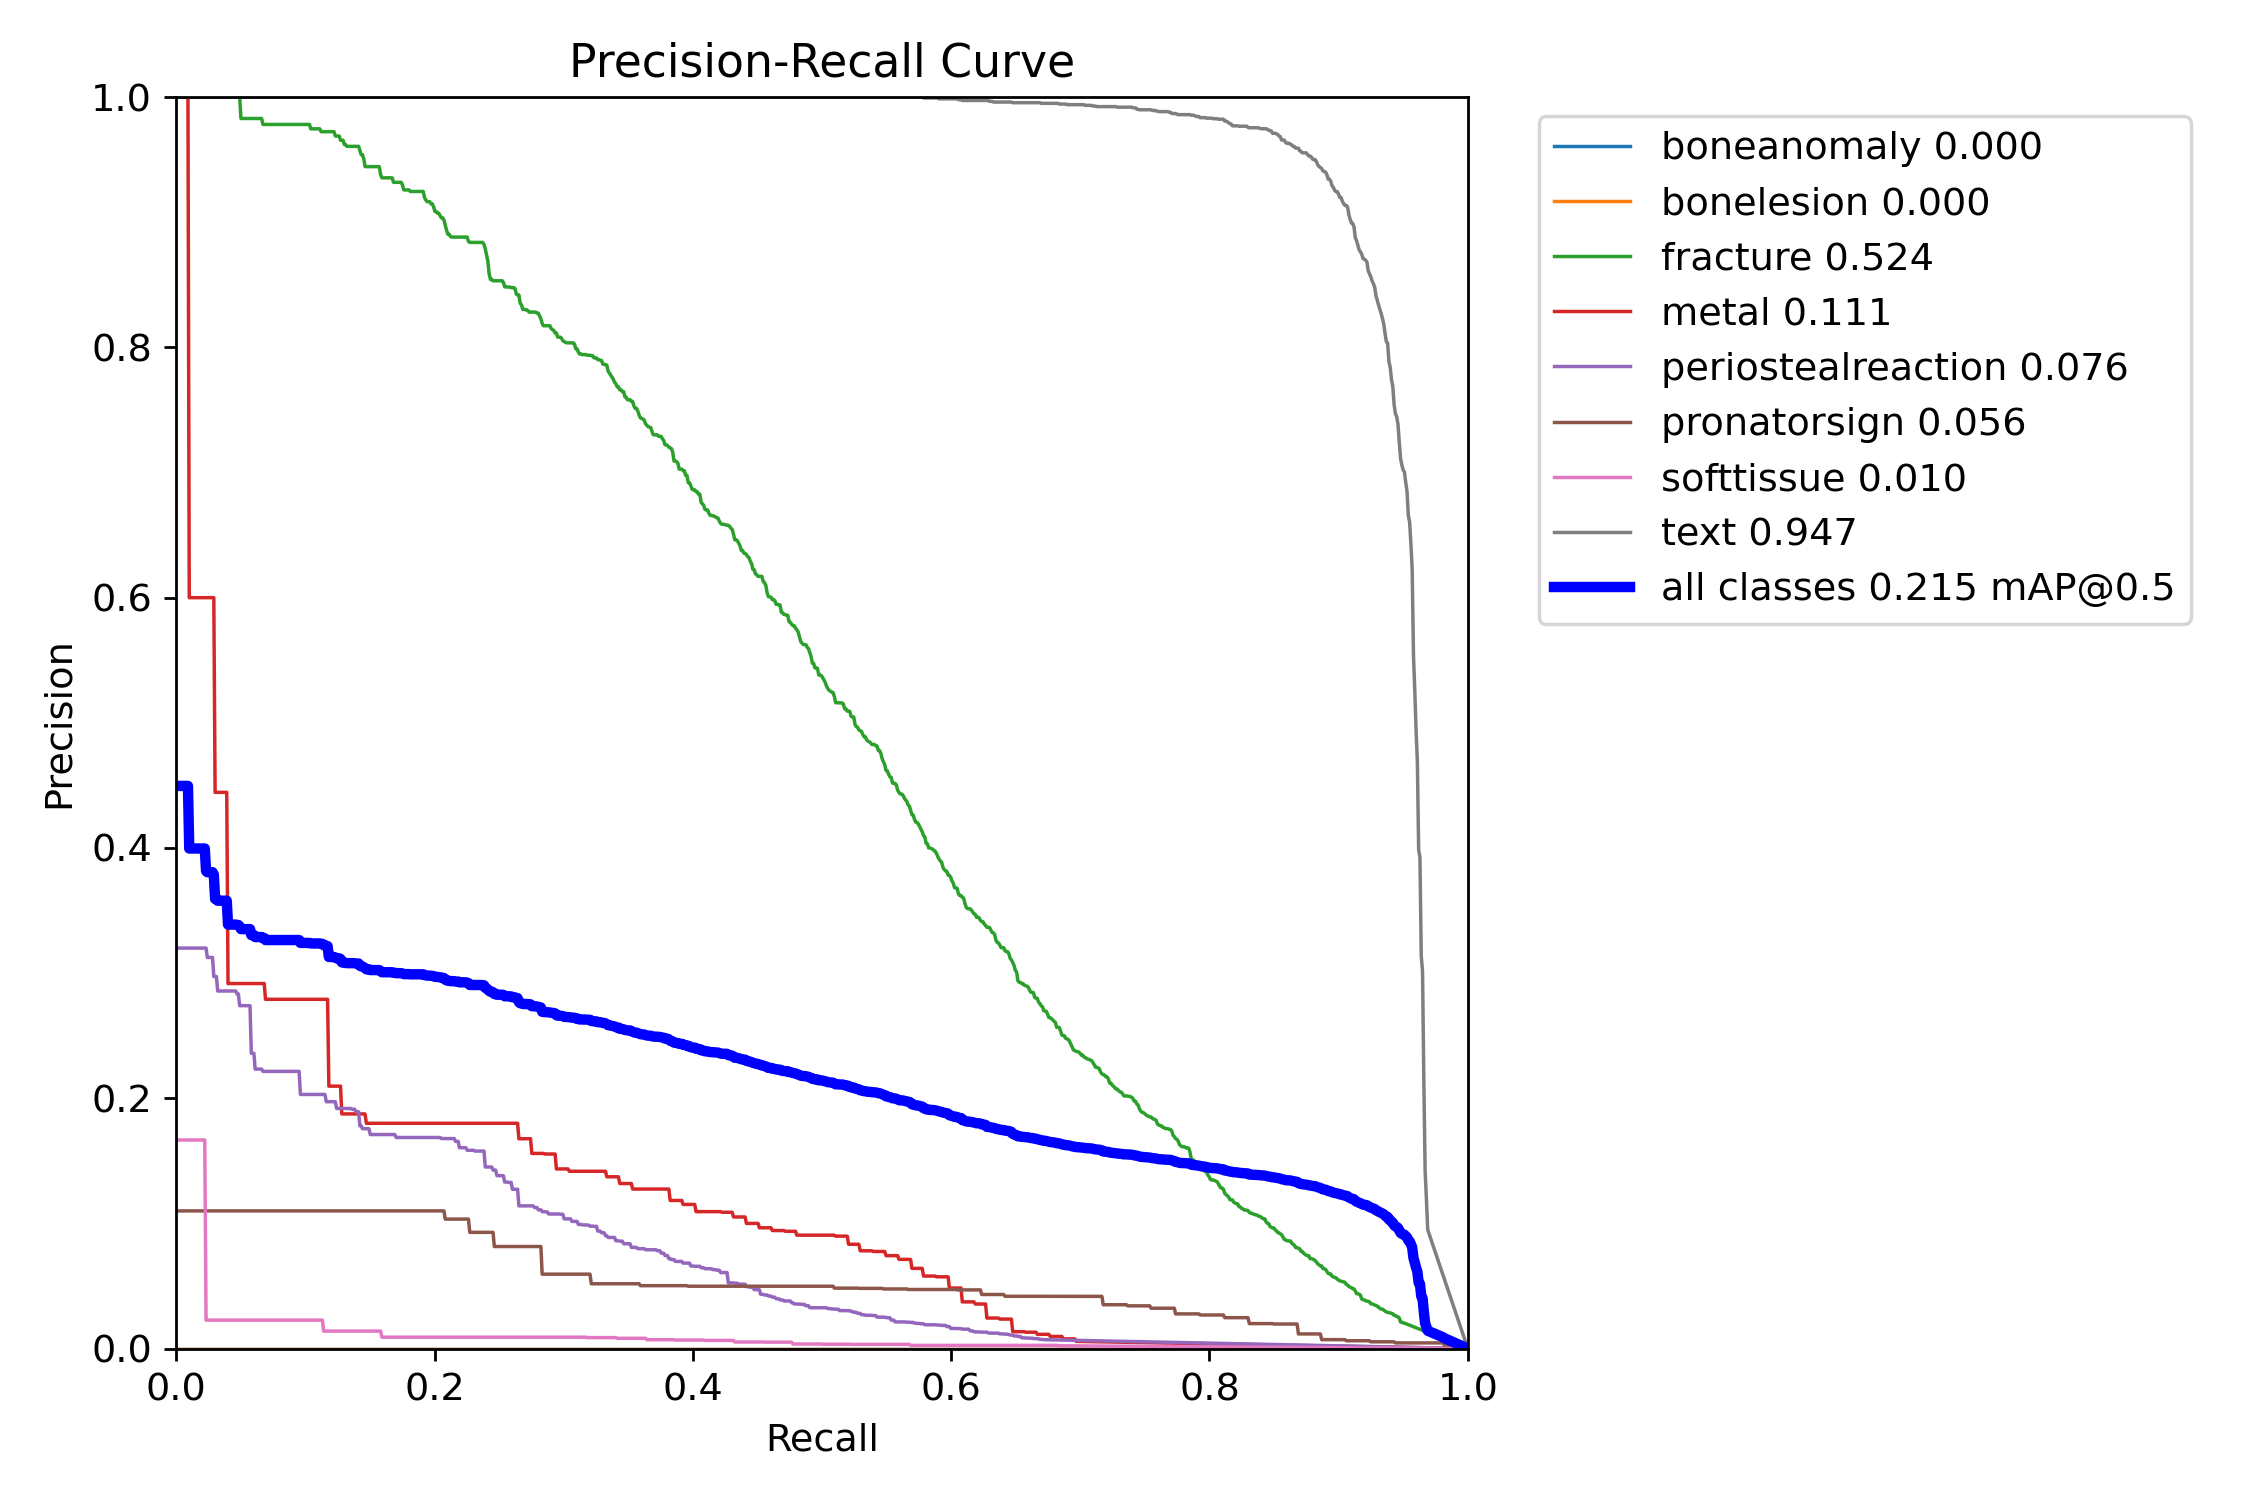 Precision-Recall Curve
1.0
0.8
0.6
0.4
0.2
0.0
Precision
0.0 0.2 0.4 0.6 0.8 1.0
Recall
boneanomaly 0.000
bonelesion 0.000
fracture 0.524
metal 0.111
periostealreaction 0.076
pronatorsign 0.056
softtissue 0.010
text 0.947
all classes 0.215 mAP@0.5